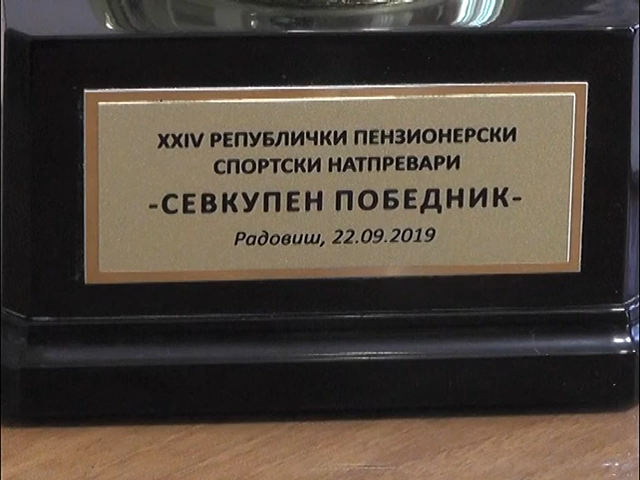 XXIV РЕПУБЛИЧКИ ПЕНЗИОНЕРСКИ
СПОРТСКИ НАТПРЕВАРИ
-СЕВКУПЕН ПОБЕДНИК-
Радовиш, 22.09.2019